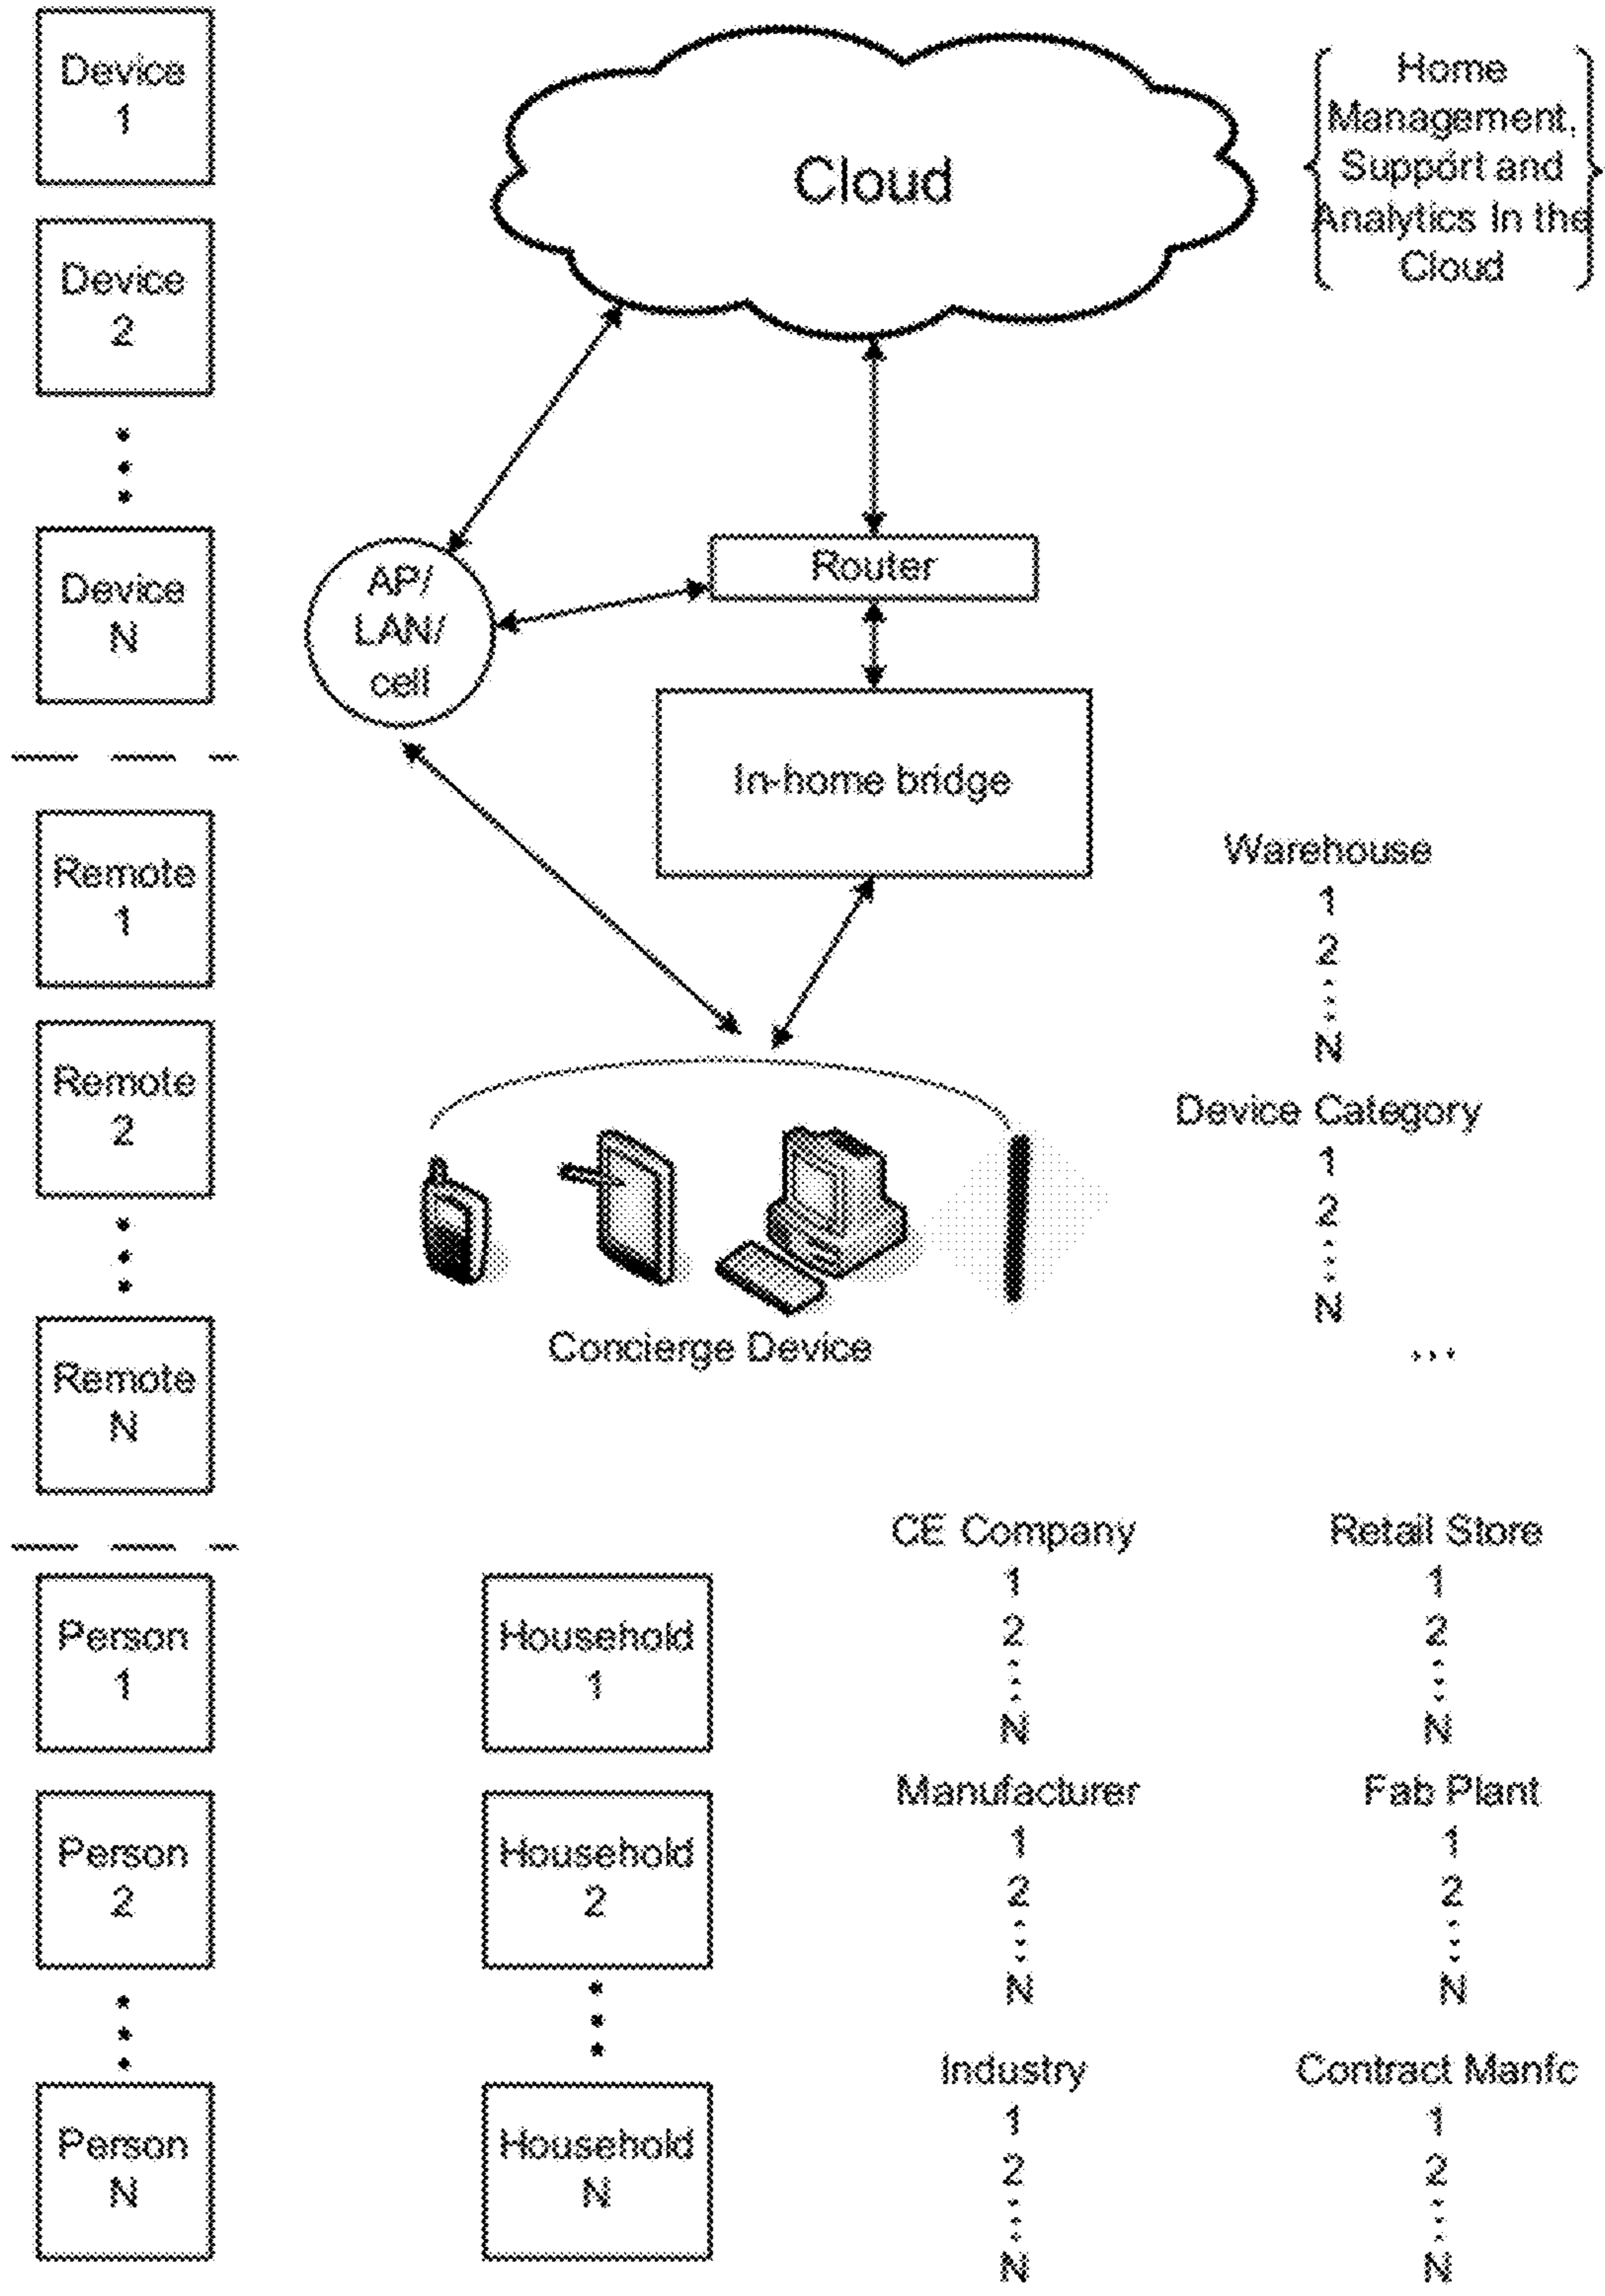 Device
1
Device
2
Device
N
Remote
1
Remote
2
Remote
N
Person
1
Person
2
Person
N
Cloud
Home
Management,
Support and
Analytics In the
Cloud
AP/
LAN/
cell
Router
In-home bridge
Concierge Device
Warehouse
1
2
N
Device Category
1
2
N
...
Household
1
Household
2
Household
N
CE Company
1
2
N
Manufacturer
1
2
N
Industry
1
2
N
Retail Store
1
2
N
Fab Plant
1
2
N
Contract Manfc
1
2
N